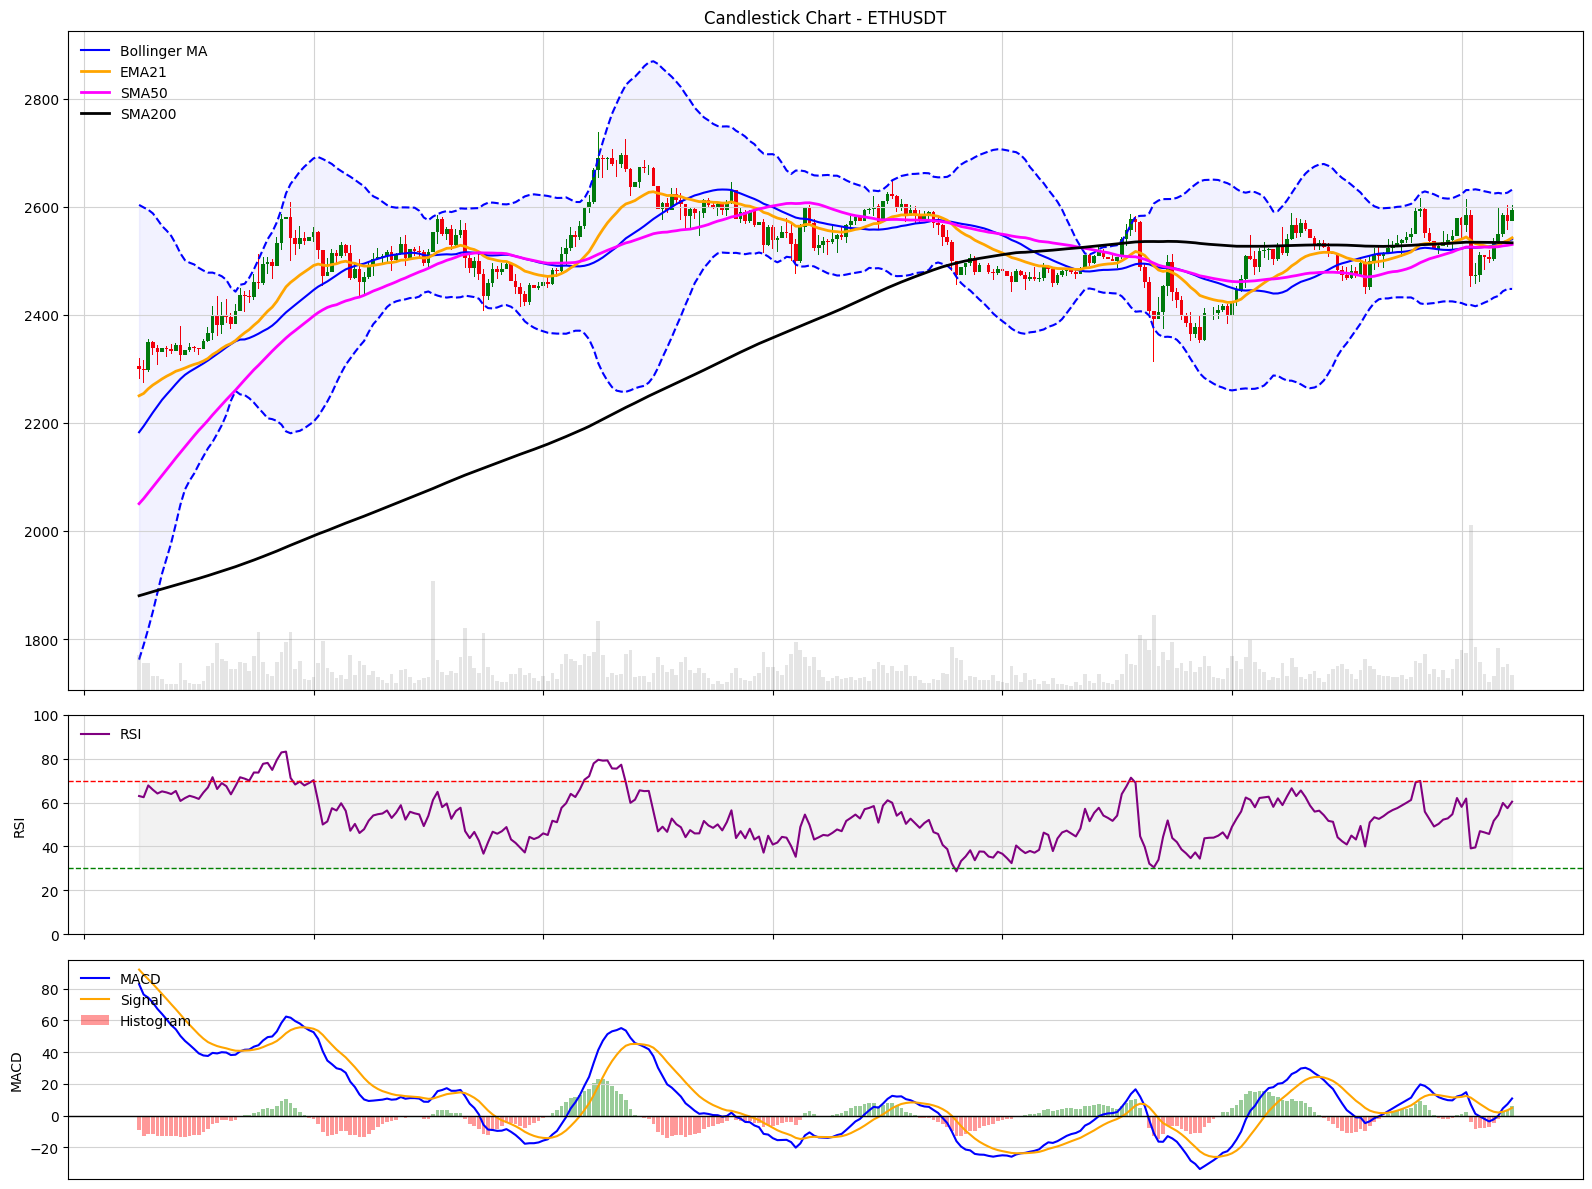 Candlestick Chart - ETHUSDT
Bollinger MA
EMA21
SMA50
SMA200
2800
2600
2400
2200
2000
1800
RSI
100
80
60
40
20
0
RSI
MACD
Signal
Histogram
80
60
40
20
0
−20
MACD